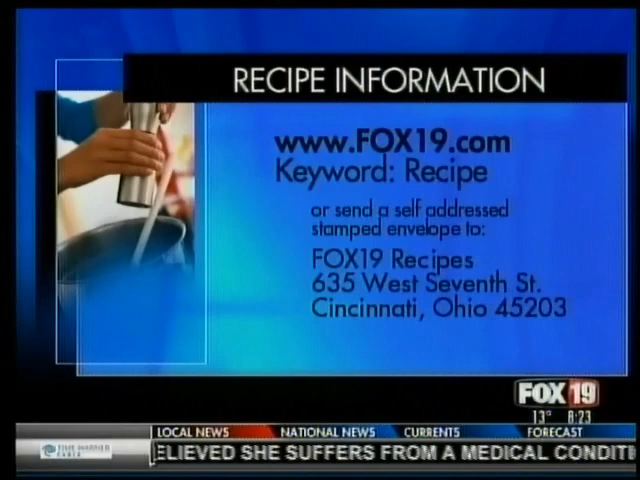 RECIPE INFORMATION
www.FOX19.com
Keyword: Recipe
or send a self addressed
stamped envelope to:
FOX19 Recipes
635 West Seventh St.
Cincinnati, Ohio 45203
FOX 19
13° 8:23
LOCAL NEWS NATIONAL NEWS CURRENTS FORECAST
TIME WARNER
CABLE
ELIEVED SHE SUFFERS FROM A MEDICAL CONDITI